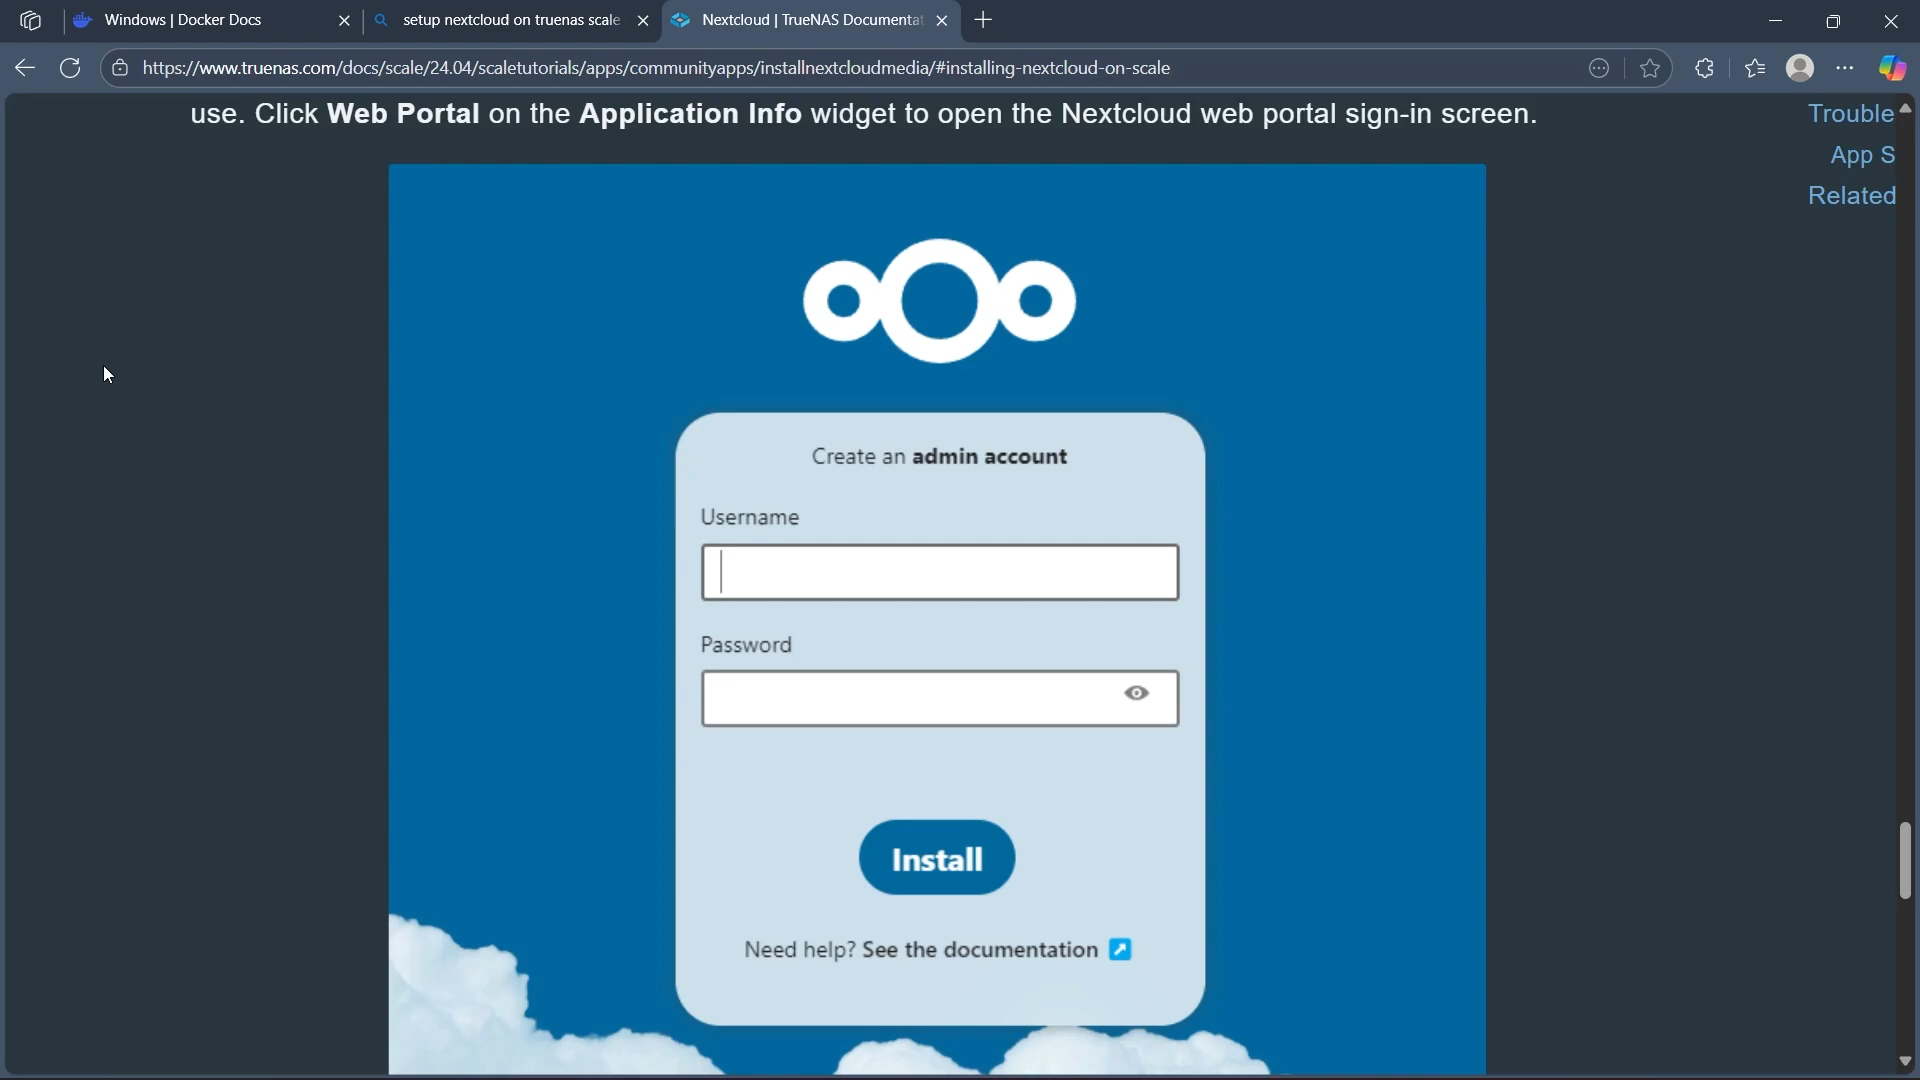 Windows | Docker Docs
setup nextcloud on truenas scale
Nextcloud | TrueNAS Documentat
https://www.truenas.com/docs/scale/24.04/scaletutorials/apps/communityapps/installnextcloudmedia/#installing-nextcloud-on-scale
use. Click Web Portal on the Application Info widget to open the Nextcloud web portal sign-in screen.
Trouble
App S
Related
Create an admin account
Username
Password
Install
Need help? See the documentation